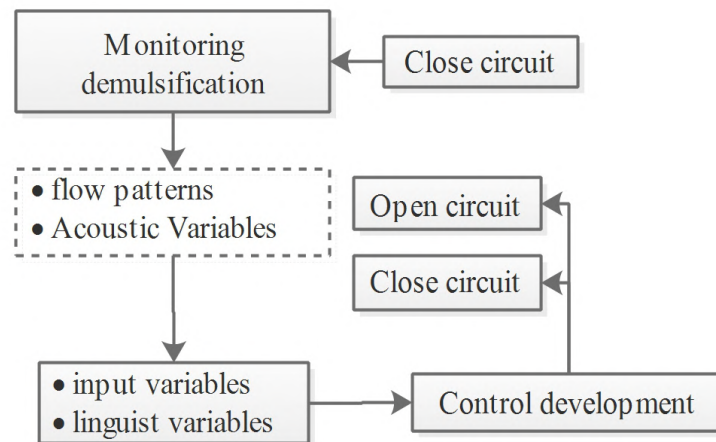 Monitoring
demulsification
Close circuit
• flow patterns
• Acoustic Variables
Open circuit
Close circuit
• input variables
• linguist variables
Control development